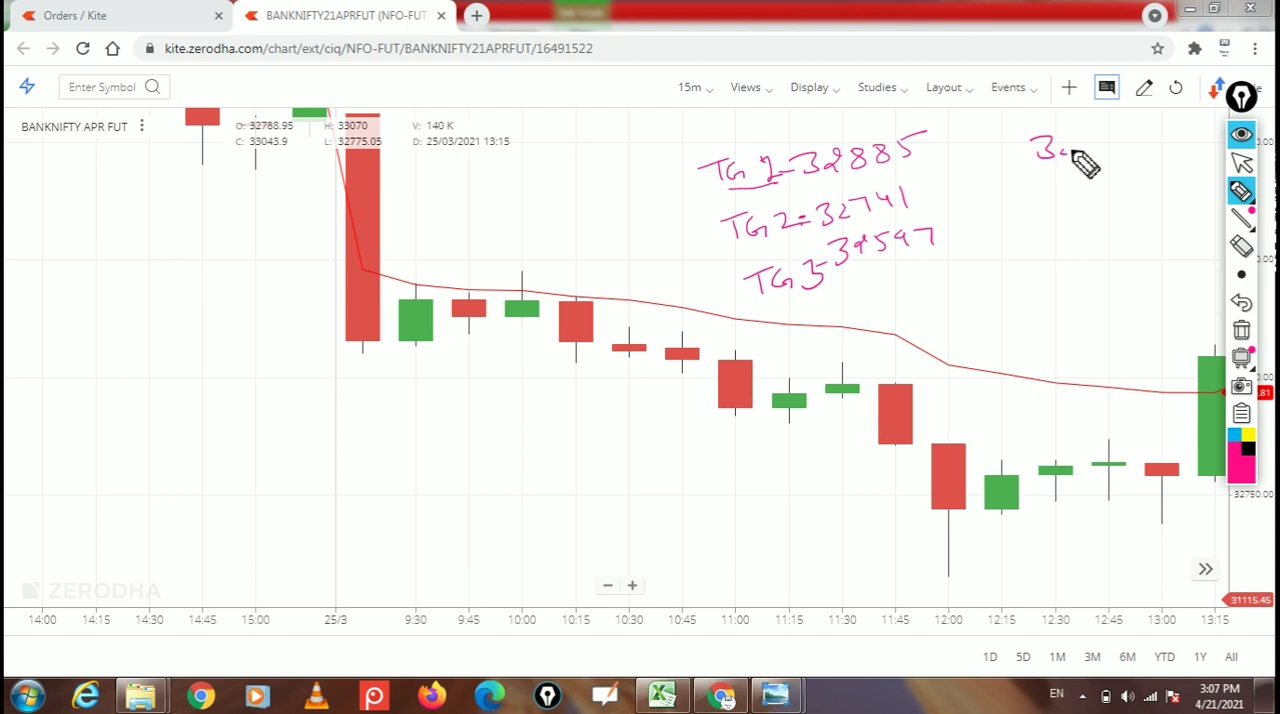 Orders / Kite
BANKNIFTY21APRFUT (NFO-FUT)
kite.zerodha.com/chart/ext/ciq/NFO-FUT/BANKNIFTY21APRFUT/16491522
Enter Symbol
15m Views Display Studies Layout Events
BANKNIFTY APR FUT
O: 32788.95 H: 33070 V: 140 K
C: 33043.9 L: 32775.05 D: 25/03/2021 13:15
TG 1-32885
TG 2=32741
TG 3-32597
3
.81
32750.00
ZERODHA
31115.45
14:00 14:15 14:30 14:45 15:00 25/3 9:30 9:45 10:00 10:15 10:30 10:45 11:00 11:15 11:30 11:45 12:00 12:15 12:30 12:45 13:00 13:15
1D 5D 1M 3M 6M YTD 1Y All
EN
3:07 PM
4/21/2021